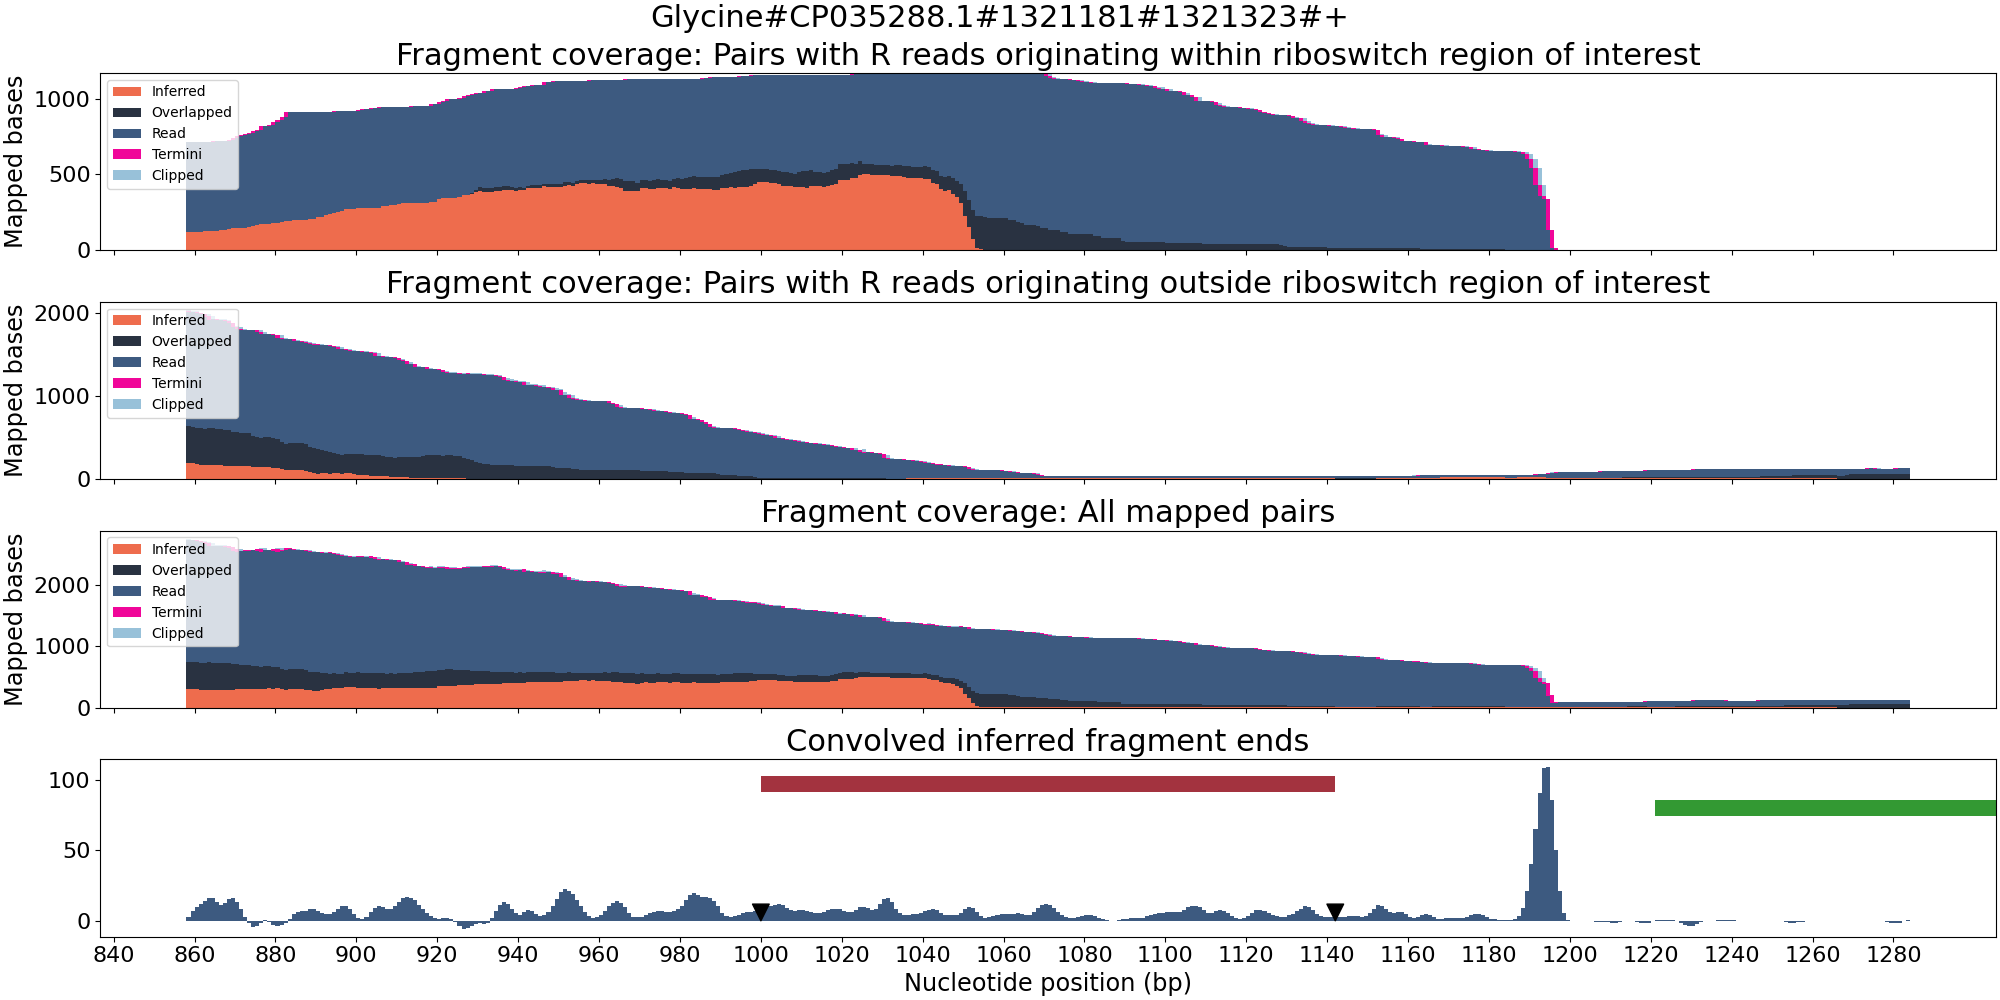 Glycine#CP035288.1#1321181#1321323#+
Fragment coverage: Pairs with R reads originating within riboswitch region of interest
Mapped bases
1000
500
0
Inferred
Overlapped
Read
Termini
Clipped
Fragment coverage: Pairs with R reads originating outside riboswitch region of interest
Mapped bases
2000
1000
0
Inferred
Overlapped
Read
Termini
Clipped
Fragment coverage: All mapped pairs
Mapped bases
2000
1000
0
Inferred
Overlapped
Read
Termini
Clipped
Convolved inferred fragment ends
100
50
0
840 860 880 900 920 940 960 980 1000 1020 1040 1060 1080 1100 1120 1140 1160 1180 1200 1220 1240 1260 1280
Nucleotide position (bp)